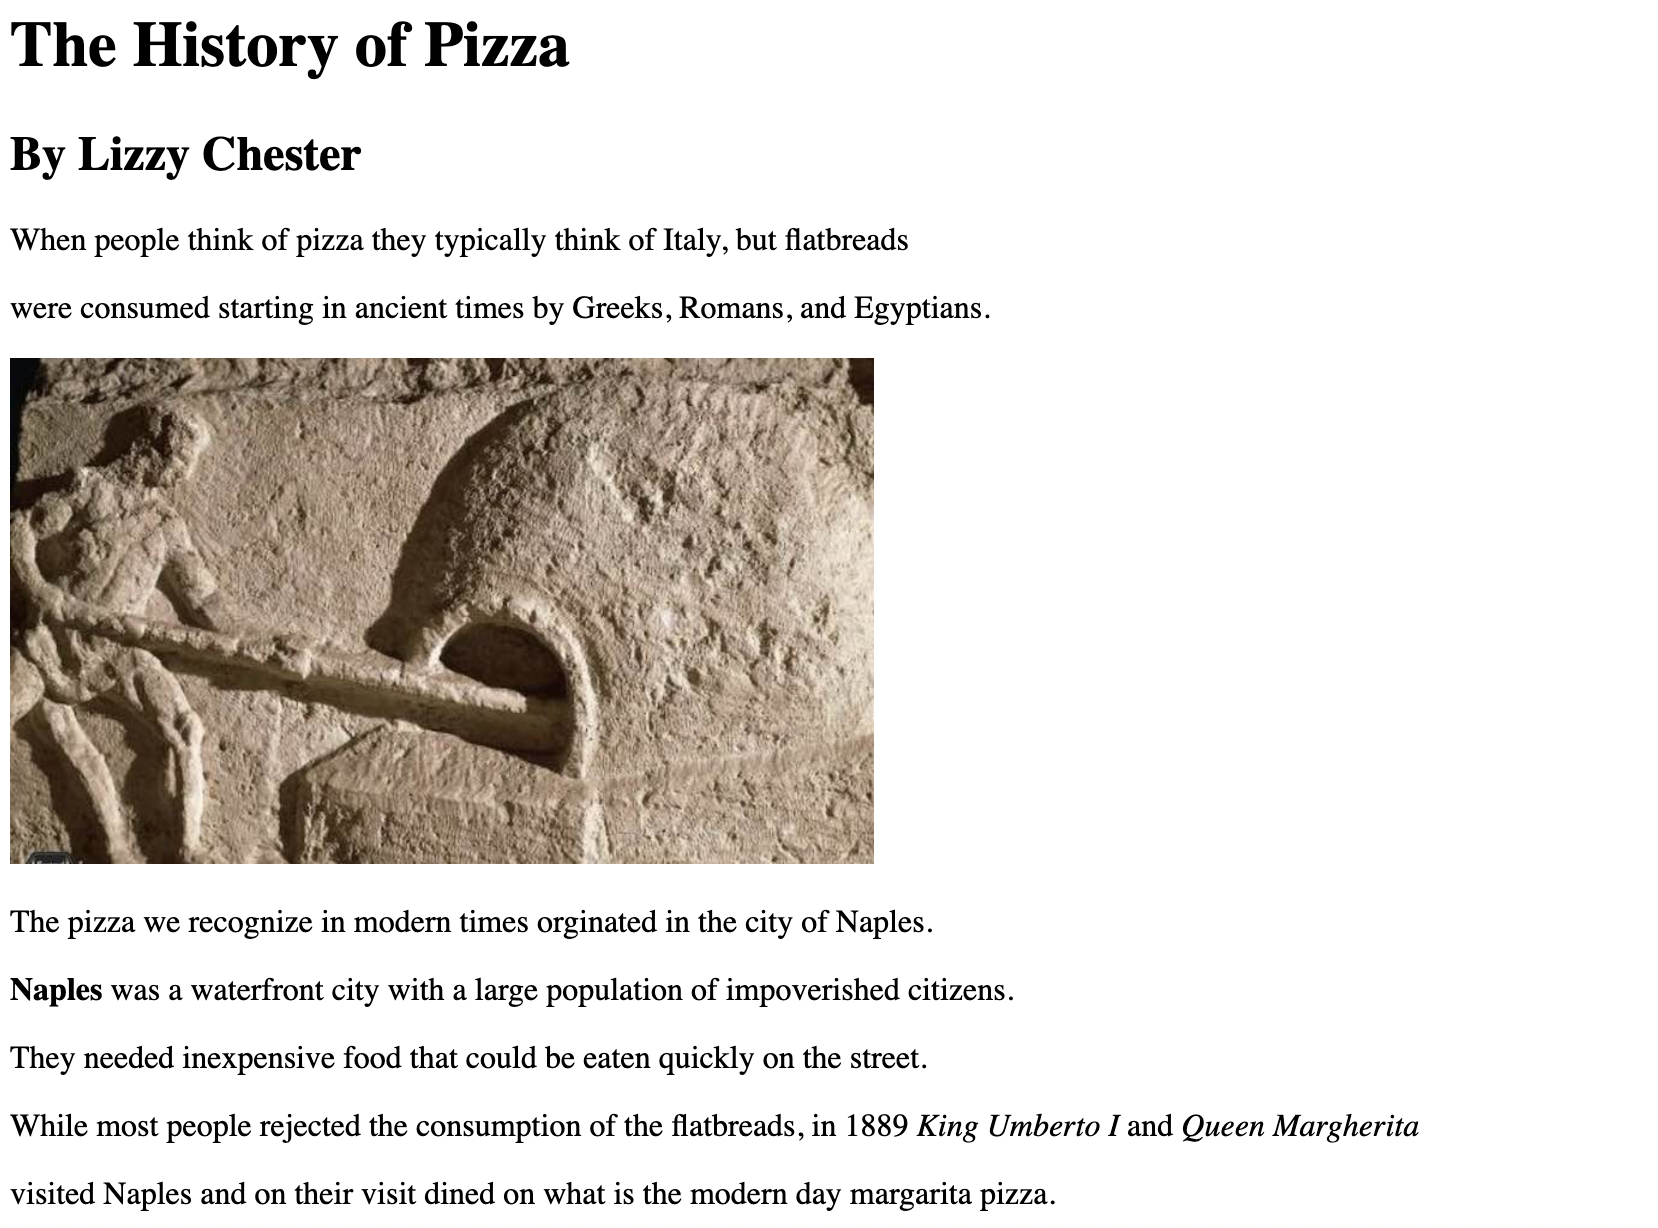 The History of Pizza
By Lizzy Chester
When people think of pizza they typically think of Italy, but flatbreads
were consumed starting in ancient times by Greeks, Romans, and Egyptians.
The pizza we recognize in modern times orginated in the city of Naples.
Naples was a waterfront city with a large population of impoverished citizens.
They needed inexpensive food that could be eaten quickly on the street.
While most people rejected the consumption of the flatbreads, in 1889 King Umberto I and Queen Margherita
visited Naples and on their visit dined on what is the modern day margarita pizza.